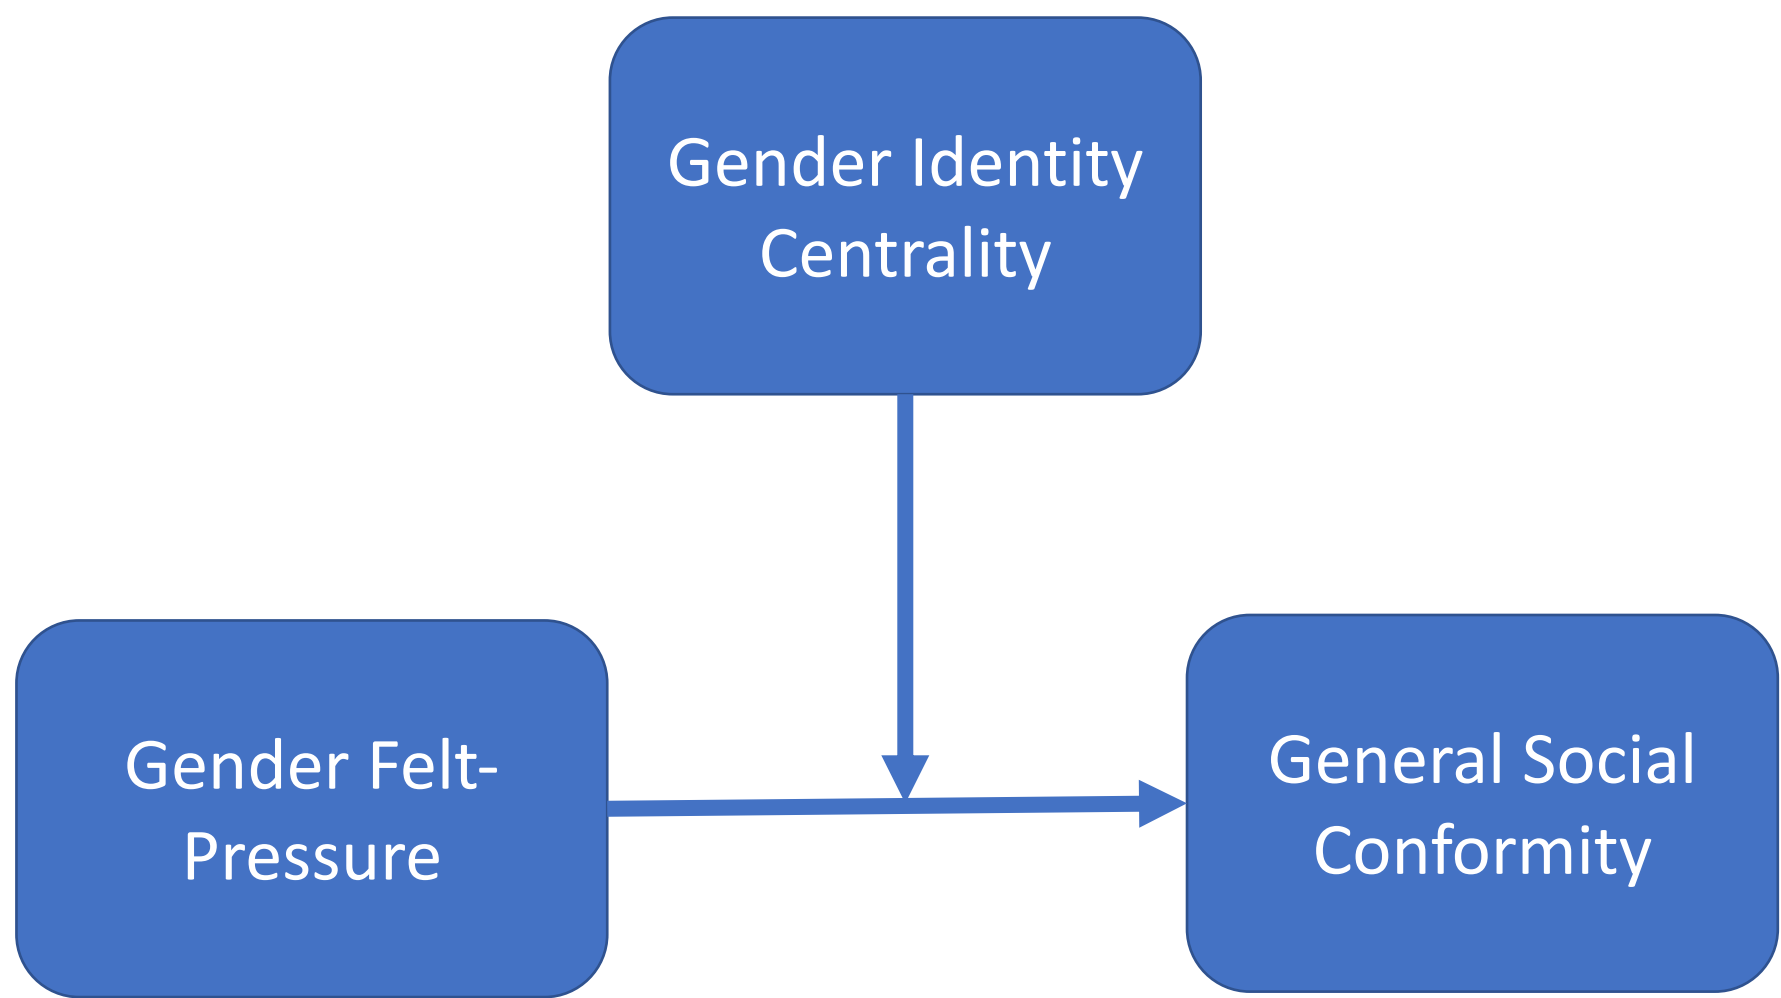 Gender Identity
Centrality
Gender Felt-
Pressure
General Social
Conformity